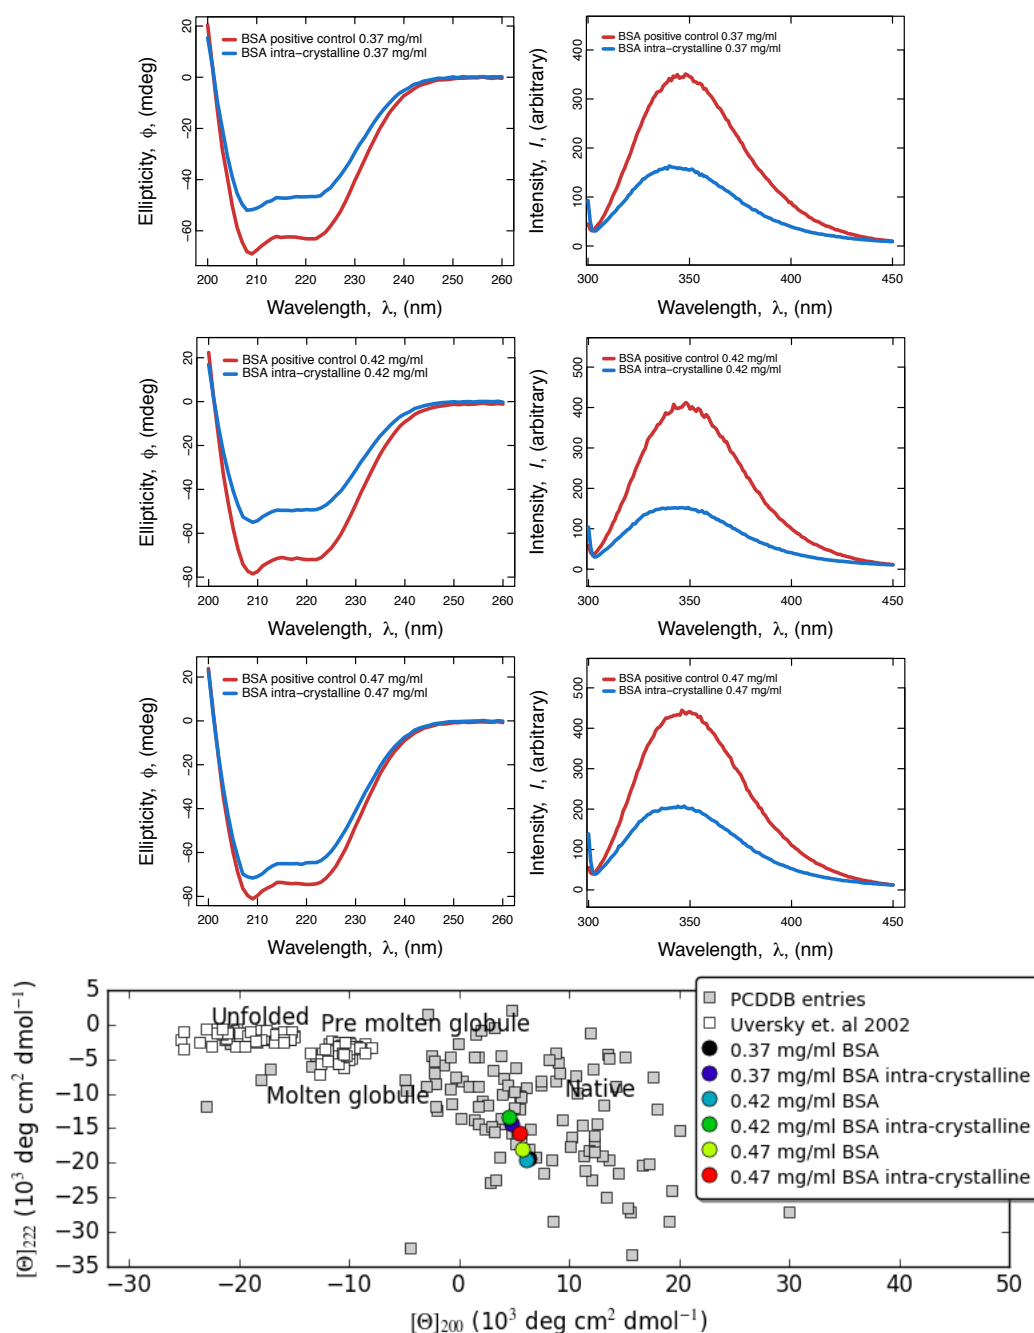 BSA positive control 0.37 mg/ml
BSA intra−crystalline 0.37 mg/ml
Ellipticity, ϕ, (mdeg)
20
0
−20
−60
200 210 220 230 240 250 260
Wavelength, λ, (nm)
BSA positive control 0.37 mg/ml
BSA intra−crystalline 0.37 mg/ml
Intensity, I, (arbitrary)
400
300
200
100
0
300 350 400 450
Wavelength, λ, (nm)
BSA positive control 0.42 mg/ml
BSA intra−crystalline 0.42 mg/ml
Ellipticity, ϕ, (mdeg)
20
0
−20
−40
−60
−80
200 210 220 230 240 250 260
Wavelength, λ, (nm)
BSA positive control 0.42 mg/ml
BSA intra−crystalline 0.42 mg/ml
Intensity, I, (arbitrary)
500
400
300
200
100
0
300 350 400 450
Wavelength, λ, (nm)
BSA positive control 0.47 mg/ml
BSA intra−crystalline 0.47 mg/ml
Ellipticity, ϕ, (mdeg)
20
0
−20
−40
−60
−80
200 210 220 230 240 250 260
Wavelength, λ, (nm)
BSA positive control 0.47 mg/ml
BSA intra−crystalline 0.47 mg/ml
Intensity, I, (arbitrary)
500
400
300
200
100
0
300 350 400 450
Wavelength, λ, (nm)
[Θ]222 (10³ deg cm² dmol⁻¹)
5
0
−5
−10
−15
−20
−25
−30
−35
Unfolded
Pre molten globule
Molten globule
Native
PCDDB entries
Uversky et. al 2002
0.37 mg/ml BSA
0.37 mg/ml BSA intra-crystalline
0.42 mg/ml BSA
0.42 mg/ml BSA intra-crystalline
0.47 mg/ml BSA
0.47 mg/ml BSA intra-crystalline
−30 −20 −10 0 10 20 30 40 50
[Θ]200 (10³ deg cm² dmol⁻¹)